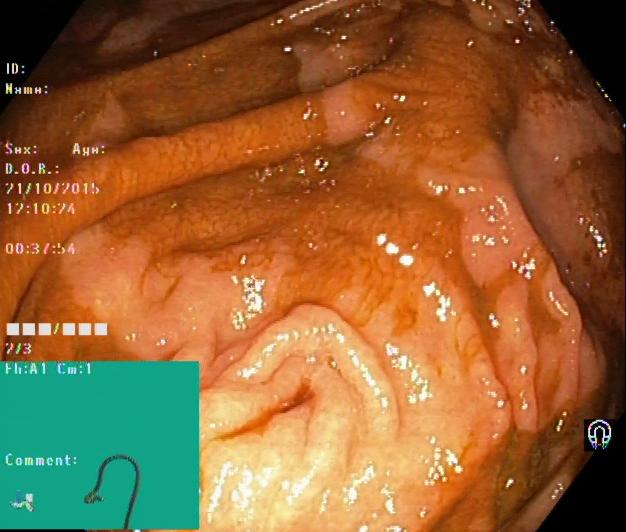 ID:
Name:
Sex: Age:
D.O.R.:
21/10/2015
12:10:24
00:37:54
■■■/■■■
2/3
Eh:A1 Cm:1
Comment: